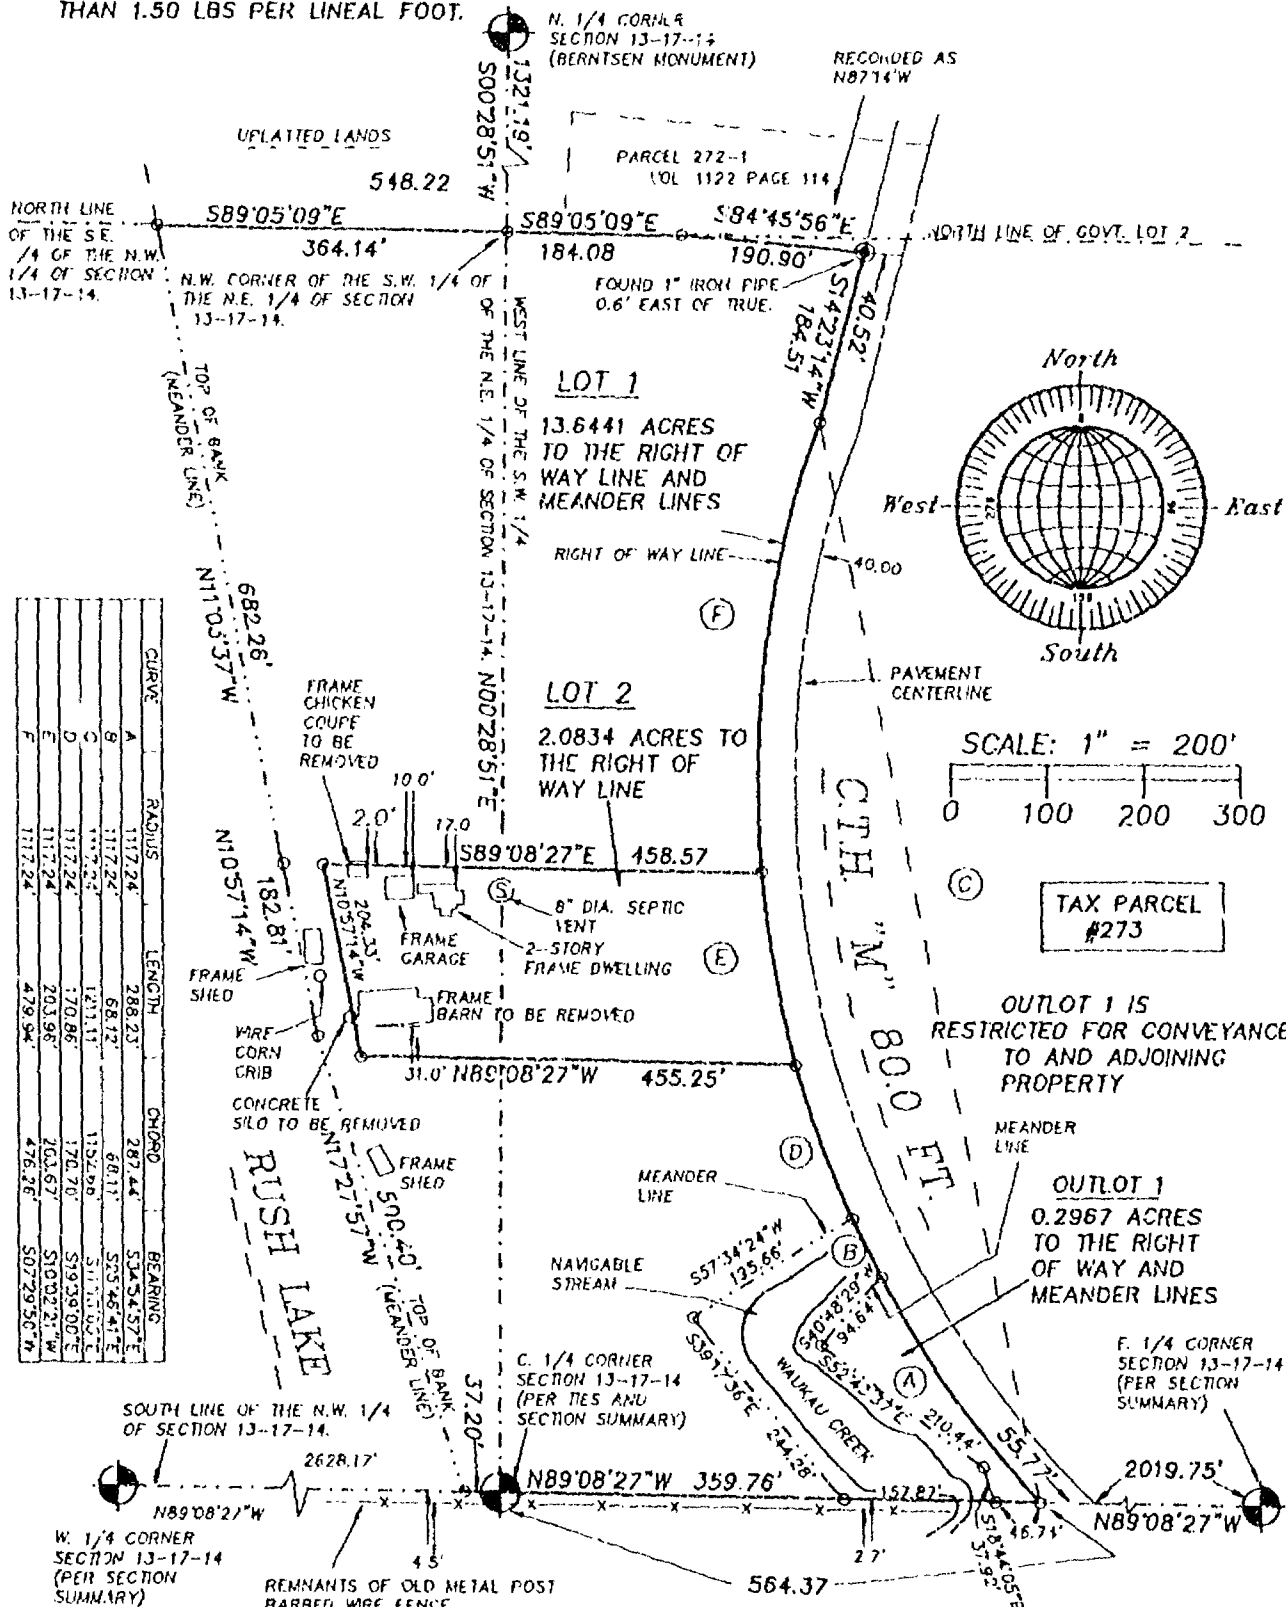 THAN 1.50 LBS PER LINEAL FOOT.
N. 1/4 CORNER
SECTION 13-17-14
(BERNTSEN MONUMENT)
RECORDED AS
N87°14'W
1321.19'
S00°28'51"W
UPLATTED LANDS
548.22
PARCEL 272-1
VOL 1122 PAGE 114
NORTH LINE
OF THE S.E.
/4 OF THE N.W.
1/4 OF SECTION
13-17-14.
S89°05'09"E
364.14'
S89°05'09"E
184.08
S84°45'56"E
190.90'
NORTH LINE OF GOVT. LOT 2
N.W. CORNER OF THE S.W. 1/4 OF
THE N.E. 1/4 OF SECTION
13-17-14.
FOUND 1" IRON PIPE
0.6' EAST OF TRUE.
40.52'
S14°23'14"W
184.51
TOP OF BANK
(MEANDER LINE)
WEST LINE OF THE S.W. 1/4
OF THE N.E. 1/4 OF SECTION 13-17-14. N00°28'51"E
LOT 1
13.6441 ACRES
TO THE RIGHT OF
WAY LINE AND
MEANDER LINES
RIGHT OF WAY LINE
40.00
North
West
East
South
F
682.26'
N11°03'37"W
PAVEMENT
CENTERLINE
FRAME
CHICKEN
COUPE
TO BE
REMOVED
LOT 2
2.0834 ACRES TO
THE RIGHT OF
WAY LINE
SCALE: 1" = 200'
0 100 200 300
10.0'
2.0'
17.0
S89°08'27"E 458.57
C.T.H. "M" 80.0 FT.
C
TAX PARCEL
#273
N10°57'14"W
182.81'
204.33'
N10°57'14"W
S
8" DIA. SEPTIC
VENT
FRAME
GARAGE
2-STORY
FRAME DWELLING
E
FRAME
SHED
FRAME
BARN TO BE REMOVED
WIRE
CORN
CRIB
31.0'
N89°08'27"W 455.25'
CONCRETE
SILO TO BE REMOVED
OUTLOT 1 IS
RESTRICTED FOR CONVEYANCE
TO AND ADJOINING
PROPERTY
MEANDER
LINE
CURVE RADIUS LENGTH CHORD BEARING
A 1117.24' 288.23' 287.44' S34°54'57"E
B 1117.24' 68.12' 68.11' S25°46'41"E
C
D 1117.24' 170.86' 170.70' S19°39'00"E
E 1117.24' 203.96' 203.67' S10°02'21"W
F 1117.24' 479.94' 476.26' S07°29'50"W
RUSH LAKE
FRAME
SHED
N17°27'57"W
500.40'
TOP OF BANK
(MEANDER LINE)
D
MEANDER
LINE
OUTLOT 1
0.2967 ACRES
TO THE RIGHT
OF WAY AND
MEANDER LINES
NAVIGABLE
STREAM
S57°34'24"W
135.66'
B
S40°48'29"W
94.64'
S39°17'36"E
244.28'
WAUKAU CREEK
S52°43'37"E
210.44'
A
C. 1/4 CORNER
SECTION 13-17-14
(PER TIES AND
SECTION SUMMARY)
1/4 CORNER
SECTION 13-17-14
(PER SECTION
SUMMARY)
SOUTH LINE OF THE N.W. 1/4
OF SECTION 13-17-14.
37.20'
2628.17'
N89°08'27"W
N89°08'27"W 359.76'
157.87'
55.77'
46.71'
2019.75'
N89°08'27"W
W. 1/4 CORNER
SECTION 13-17-14
(PER SECTION
SUMMARY)
4.5'
REMNANTS OF OLD METAL POST
BARBED WIRE FENCE
2.7'
564.37
S18°44'05"E
37.92'